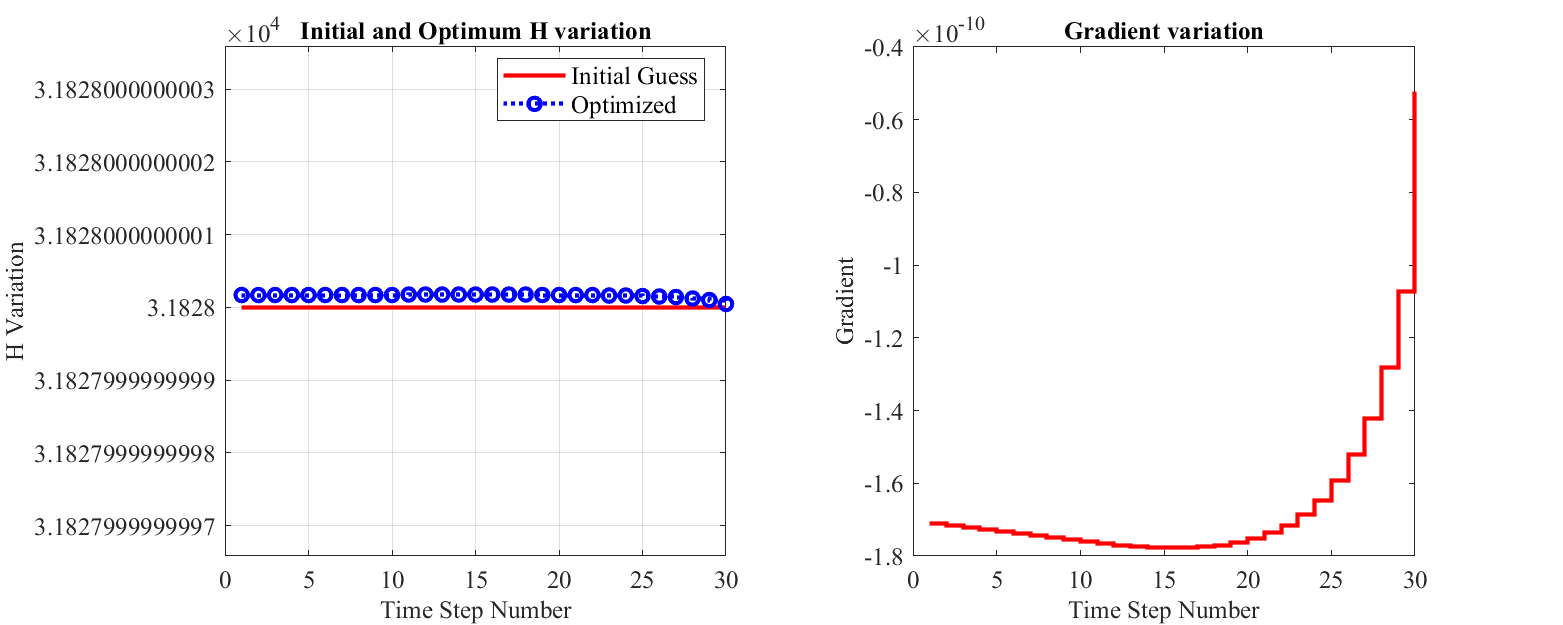 ×10^4
Initial and Optimum H variation
Initial Guess
Optimized
3.1828000000003
3.1828000000002
3.1828000000001
3.1828
3.1827999999999
3.1827999999998
3.1827999999997
H Variation
0 5 10 15 20 25 30
Time Step Number
×10^-10
Gradient variation
-0.4
-0.6
-0.8
-1
-1.2
-1.4
-1.6
-1.8
Gradient
0 5 10 15 20 25 30
Time Step Number